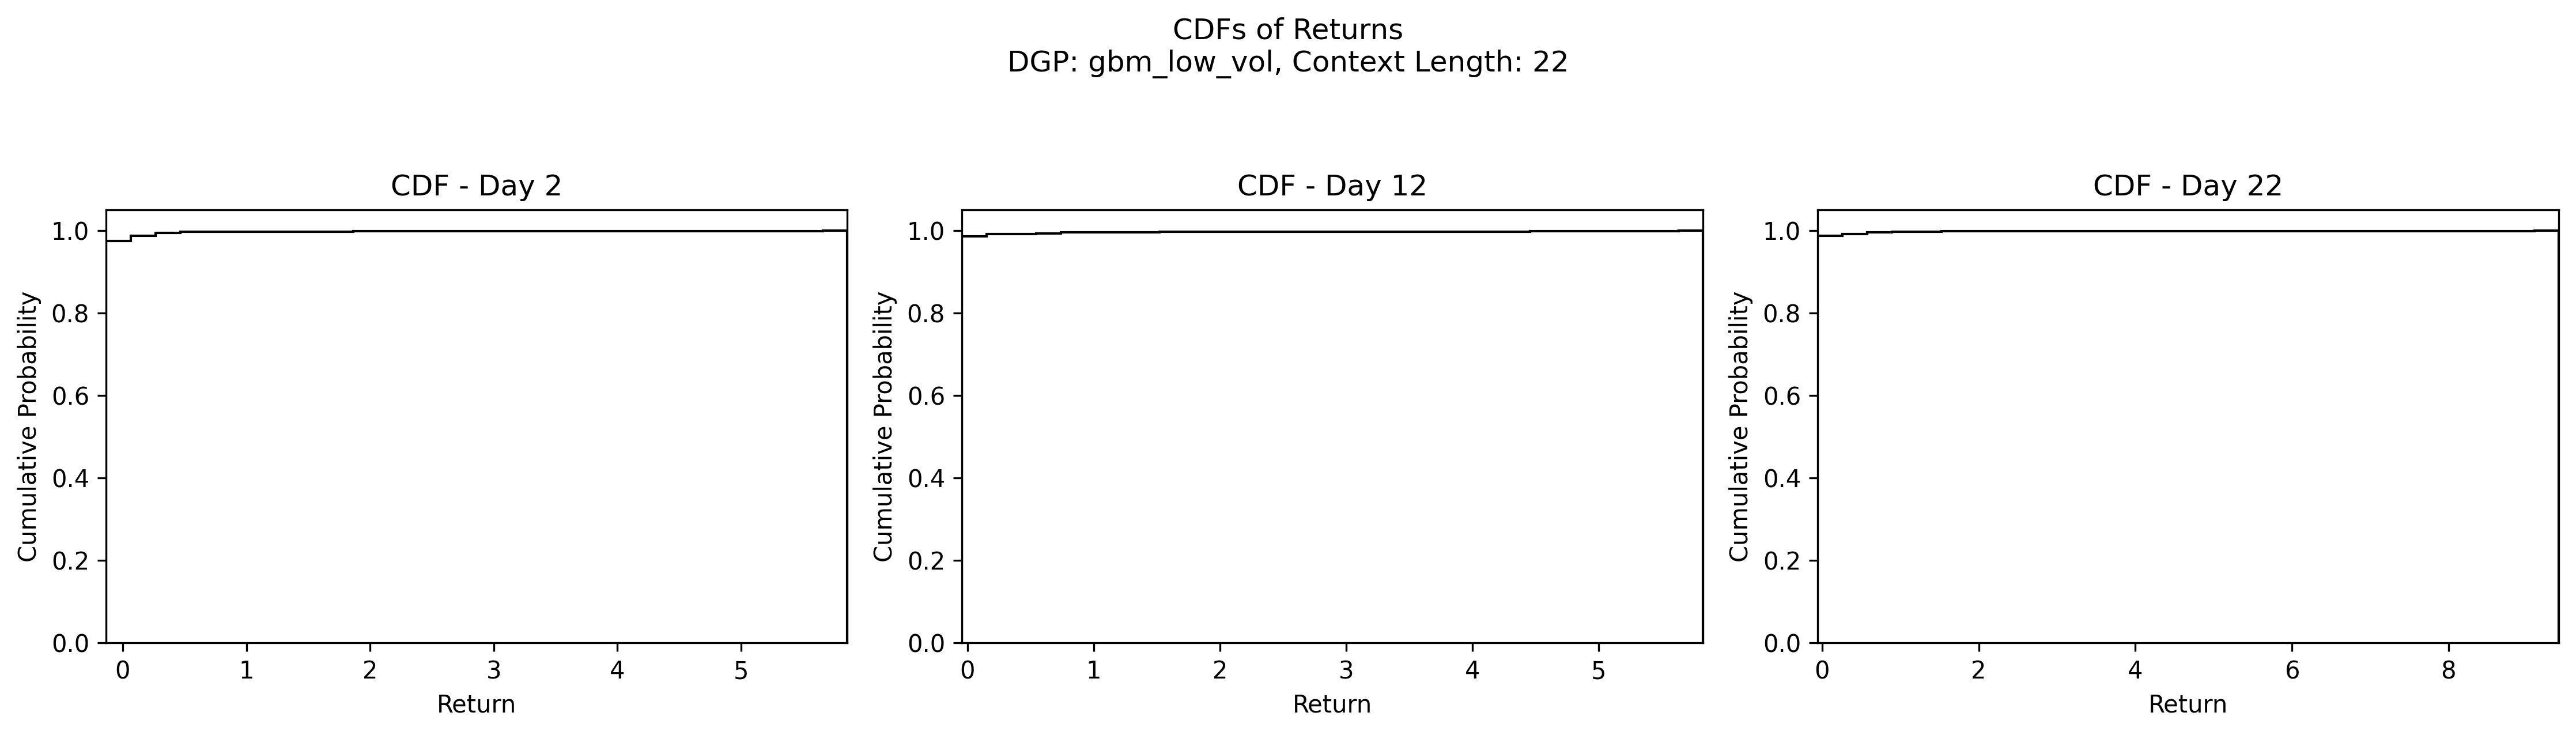 CDFs of Returns
DGP: gbm_low_vol, Context Length: 22
CDF - Day 2
1.0
0.8
0.6
0.4
0.2
0.0
Cumulative Probability
0 1 2 3 4 5
Return
CDF - Day 12
1.0
0.8
0.6
0.4
0.2
0.0
Cumulative Probability
0 1 2 3 4 5
Return
CDF - Day 22
1.0
0.8
0.6
0.4
0.2
0.0
Cumulative Probability
0 2 4 6 8
Return